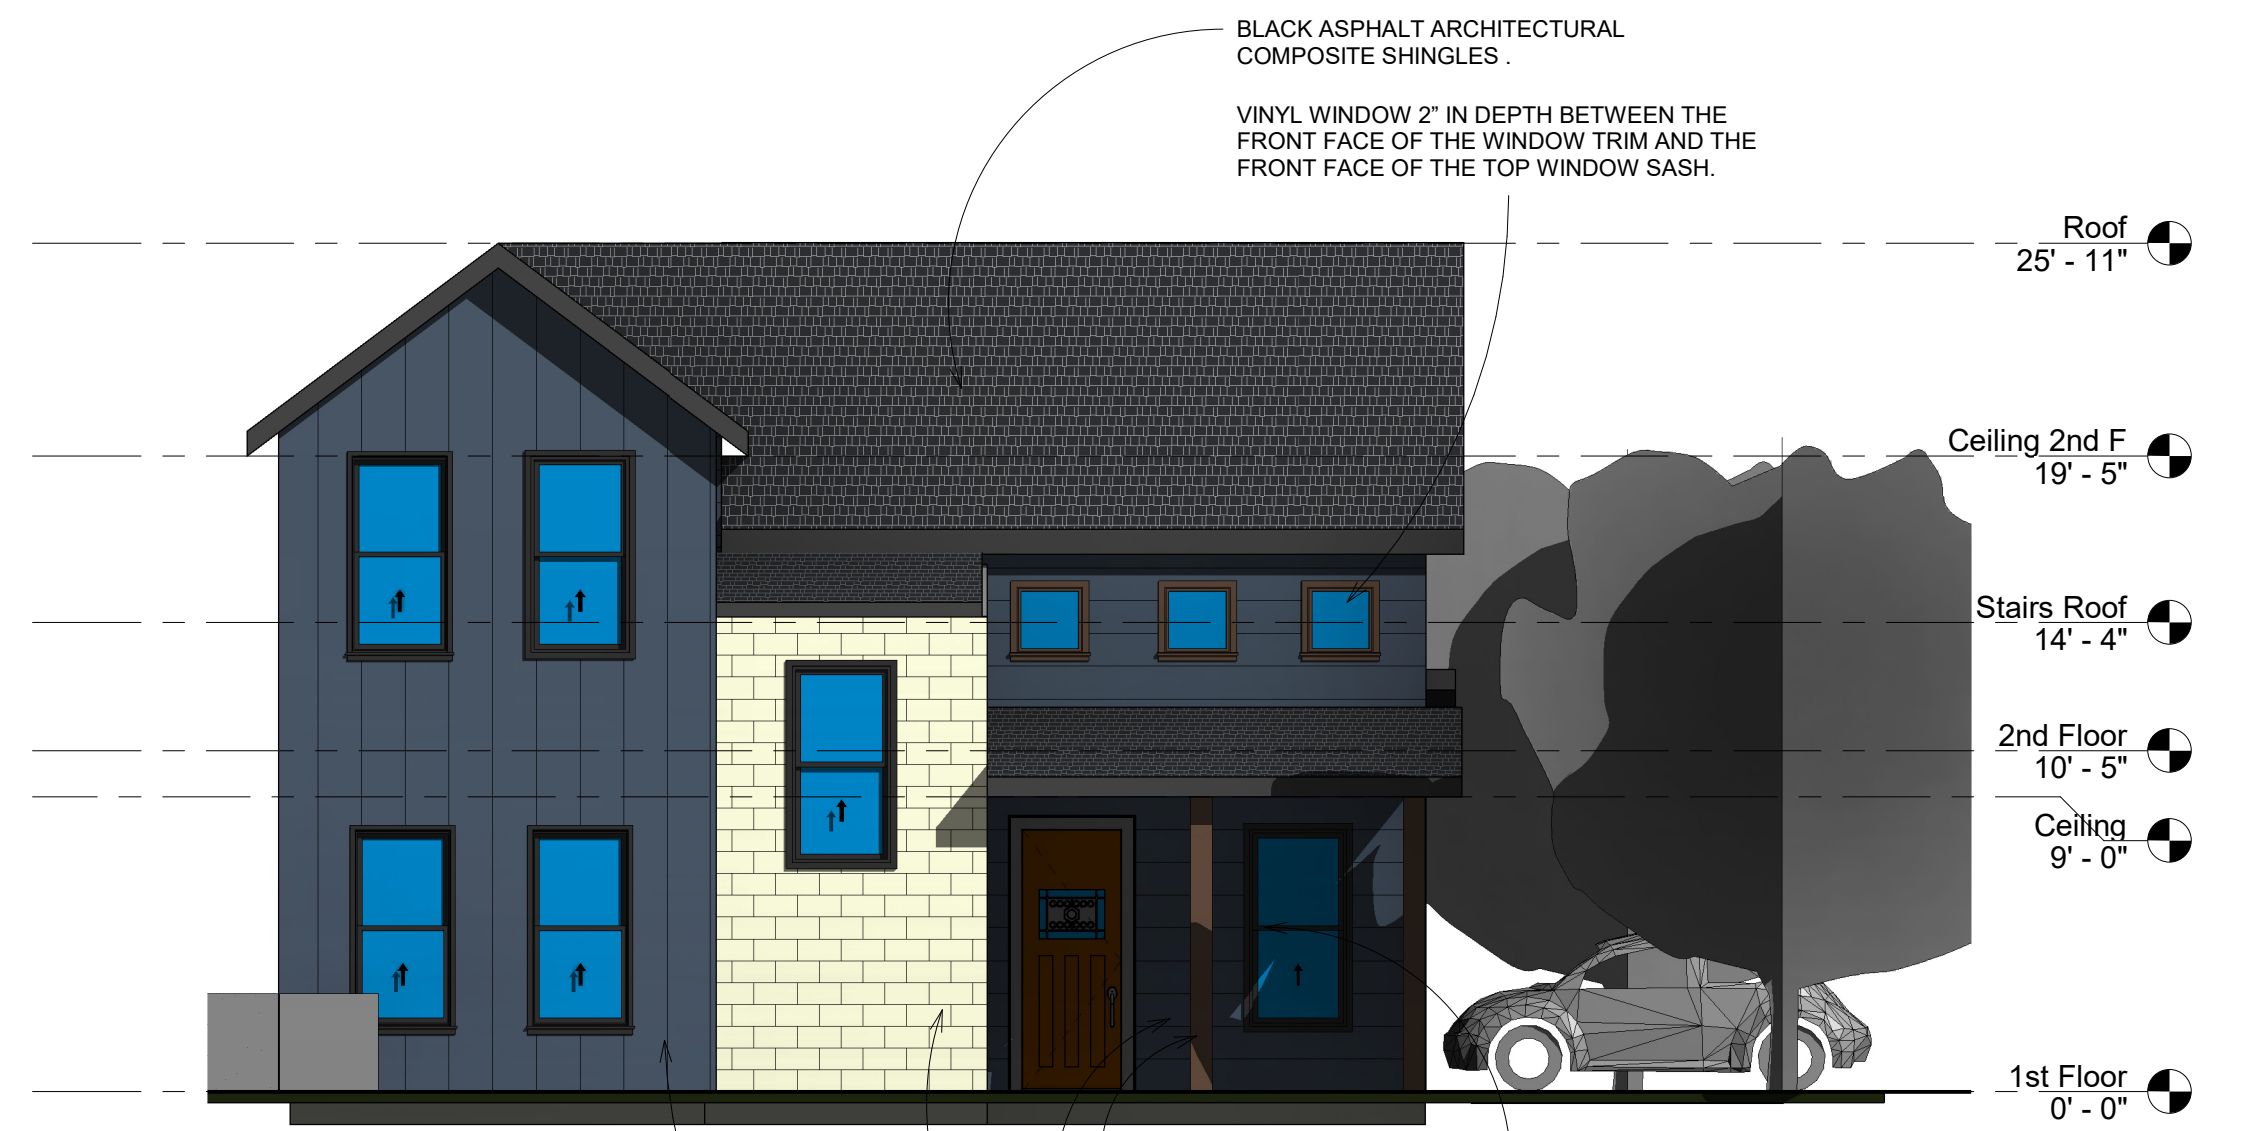 BLACK ASPHALT ARCHITECTURAL
COMPOSITE SHINGLES .
VINYL WINDOW 2” IN DEPTH BETWEEN THE
FRONT FACE OF THE WINDOW TRIM AND THE
FRONT FACE OF THE TOP WINDOW SASH.
Roof
25' - 11"
Ceiling 2nd F
19' - 5"
Stairs Roof
14' - 4"
2nd Floor
10' - 5"
Ceiling
9' - 0"
1st Floor
0' - 0"